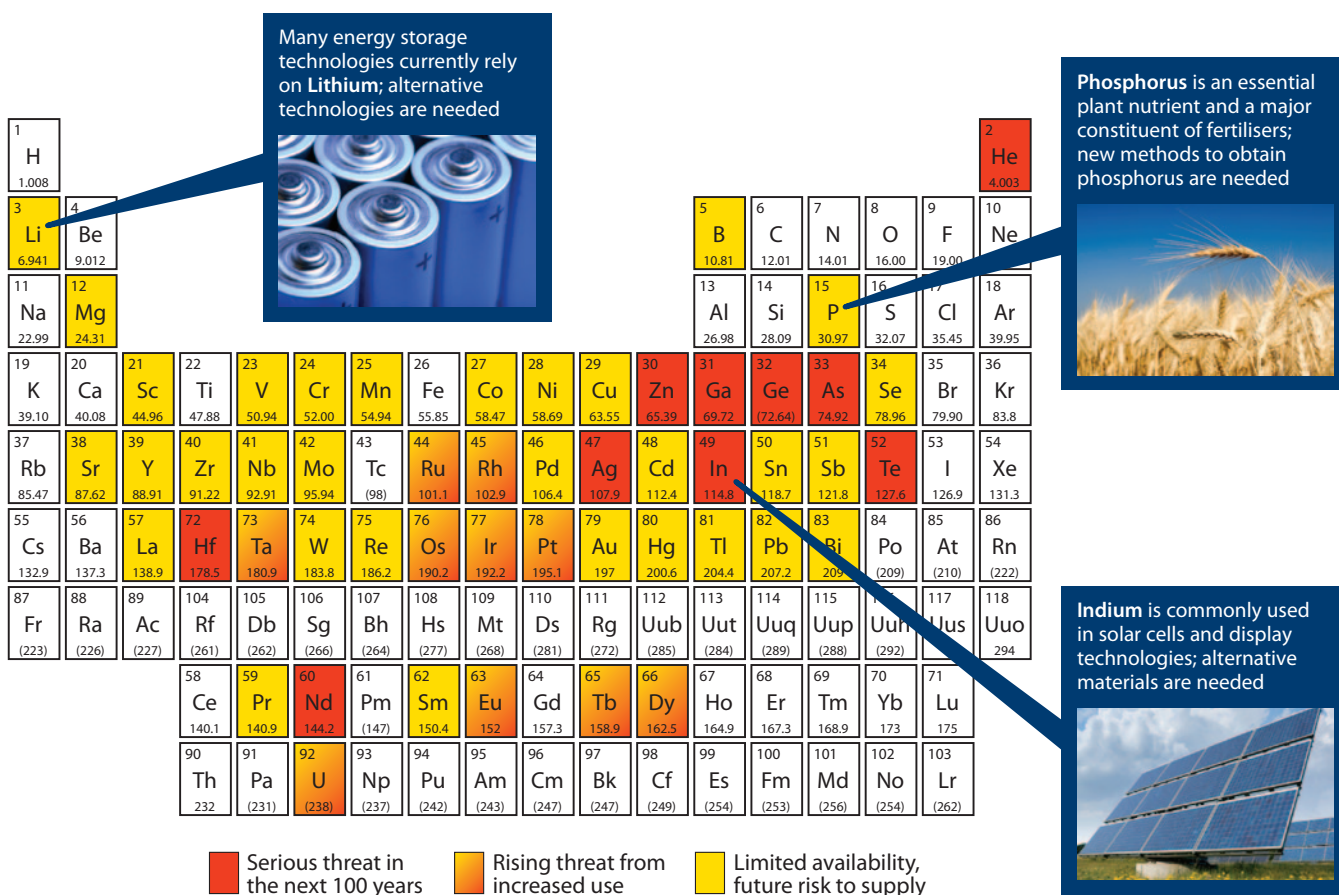 Many energy storage
technologies currently rely
on Lithium; alternative
technologies are needed
Phosphorus is an essential
plant nutrient and a major
constituent of fertilisers;
new methods to obtain
phosphorus are needed
1 2
H He
1.008 4.003
3 4 5 6 7 8 9 10
Li Be B C N O F Ne
6.941 9.012 10.81 12.01 14.01 16.00 19.00
11 12 13 14 15 16 17 18
Na Mg Al Si P S Cl Ar
22.99 24.31 26.98 28.09 30.97 32.07 35.45 39.95
19 20 21 22 23 24 25 26 27 28 29 30 31 32 33 34 35 36
K Ca Sc Ti V Cr Mn Fe Co Ni Cu Zn Ga Ge As Se Br Kr
39.10 40.08 44.96 47.88 50.94 52.00 54.94 55.85 58.47 58.69 63.55 65.39 69.72 (72.64) 74.92 78.96 79.90 83.8
37 38 39 40 41 42 43 44 45 46 47 48 49 50 51 52 53 54
Rb Sr Y Zr Nb Mo Tc Ru Rh Pd Ag Cd In Sn Sb Te I Xe
85.47 87.62 88.91 91.22 92.91 95.94 (98) 101.1 102.9 106.4 107.9 112.4 114.8 118.7 121.8 127.6 126.9 131.3
55 56 57 72 73 74 75 76 77 78 79 80 81 82 83 84 85 86
Cs Ba La Hf Ta W Re Os Ir Pt Au Hg Tl Pb Bi Po At Rn
132.9 137.3 138.9 178.5 180.9 183.8 186.2 190.2 192.2 195.1 197 200.6 204.4 207.2 209 (209) (210) (222)
87 88 89 104 105 106 107 108 109 110 111 112 113 114 115 117 118
Fr Ra Ac Rf Db Sg Bh Hs Mt Ds Rg Uub Uut Uuq Uup Uuh Uus Uuo
(223) (226) (227) (261) (262) (266) (264) (277) (268) (281) (272) (285) (284) (289) (288) (292) 294
58 59 60 61 62 63 64 65 66 67 68 69 70 71
Ce Pr Nd Pm Sm Eu Gd Tb Dy Ho Er Tm Yb Lu
140.1 140.9 144.2 (147) 150.4 152 157.3 158.9 162.5 164.9 167.3 168.9 173 175
90 91 92 93 94 95 96 97 98 99 100 101 102 103
Th Pa U Np Pu Am Cm Bk Cf Es Fm Md No Lr
232 (231) (238) (237) (242) (243) (247) (247) (249) (254) (253) (256) (254) (262)
Indium is commonly used
in solar cells and display
technologies; alternative
materials are needed
Serious threat in
the next 100 years
Rising threat from
increased use
Limited availability,
future risk to supply